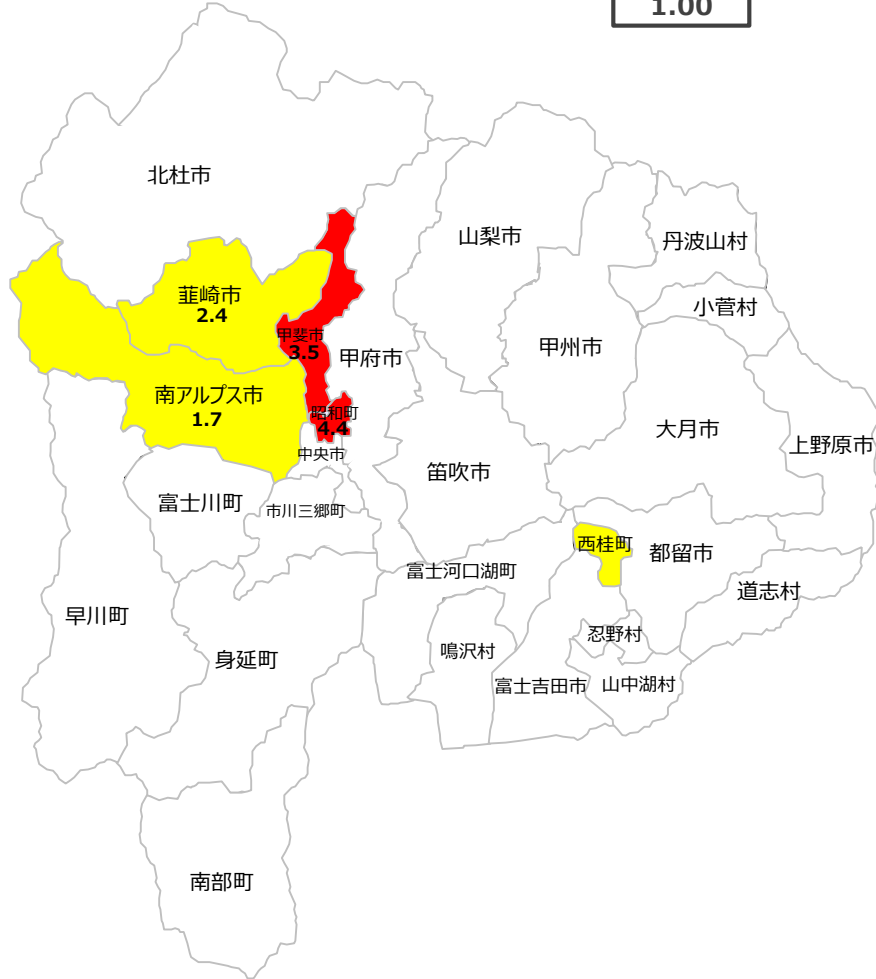 1.00
北杜市
山梨市
丹波山村
韮崎市
2.4
小菅村
甲斐市
3.5
甲府市
甲州市
南アルプス市
1.7
昭和町
4.4
大月市
上野原市
中央市
笛吹市
富士川町
市川三郷町
西桂町
都留市
富士河口湖町
道志村
早川町
忍野村
鳴沢村
身延町
富士吉田市
山中湖村
南部町